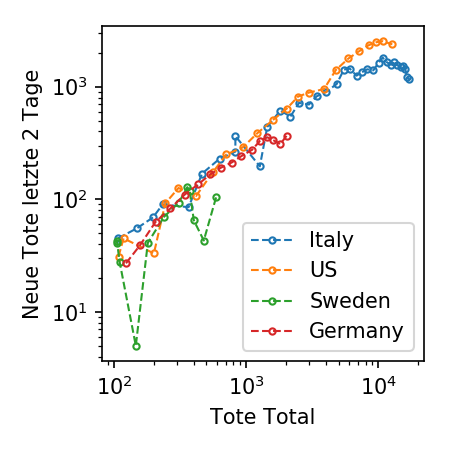 Neue Tote letzte 2 Tage
10³
10²
10¹
Italy
US
Sweden
Germany
10² 10³ 10⁴
Tote Total